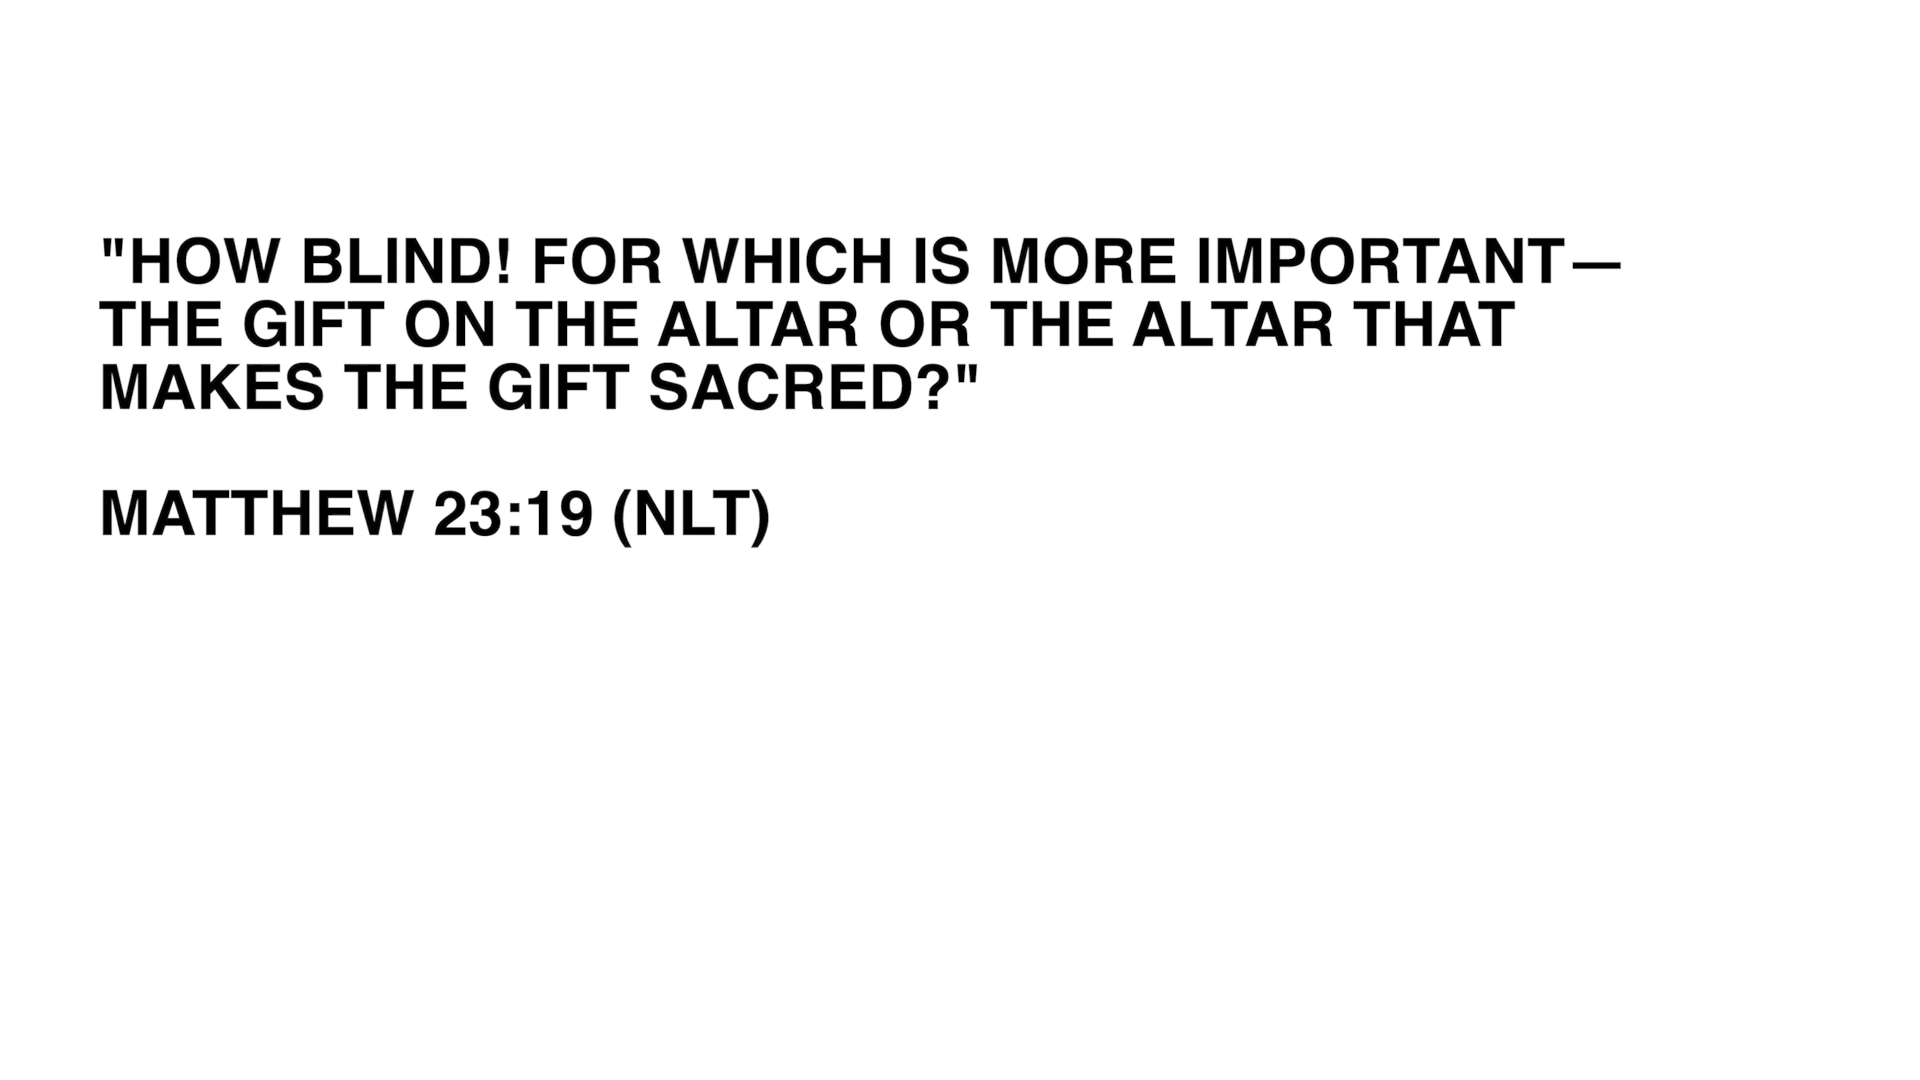 "HOW BLIND! FOR WHICH IS MORE IMPORTANT—
THE GIFT ON THE ALTAR OR THE ALTAR THAT
MAKES THE GIFT SACRED?"
MATTHEW 23:19 (NLT)